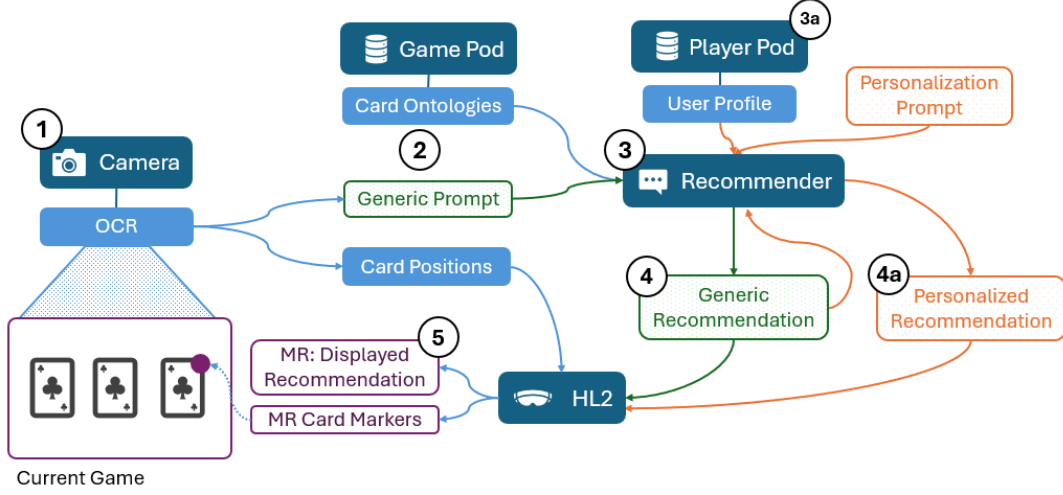 3a
Game Pod
Player Pod
Card Ontologies
User Profile
Personalization
Prompt
1
Camera
2
3
Recommender
Generic Prompt
OCR
Card Positions
4
Generic
Recommendation
4a
Personalized
Recommendation
5
MR: Displayed
Recommendation
HL2
MR Card Markers
Current Game